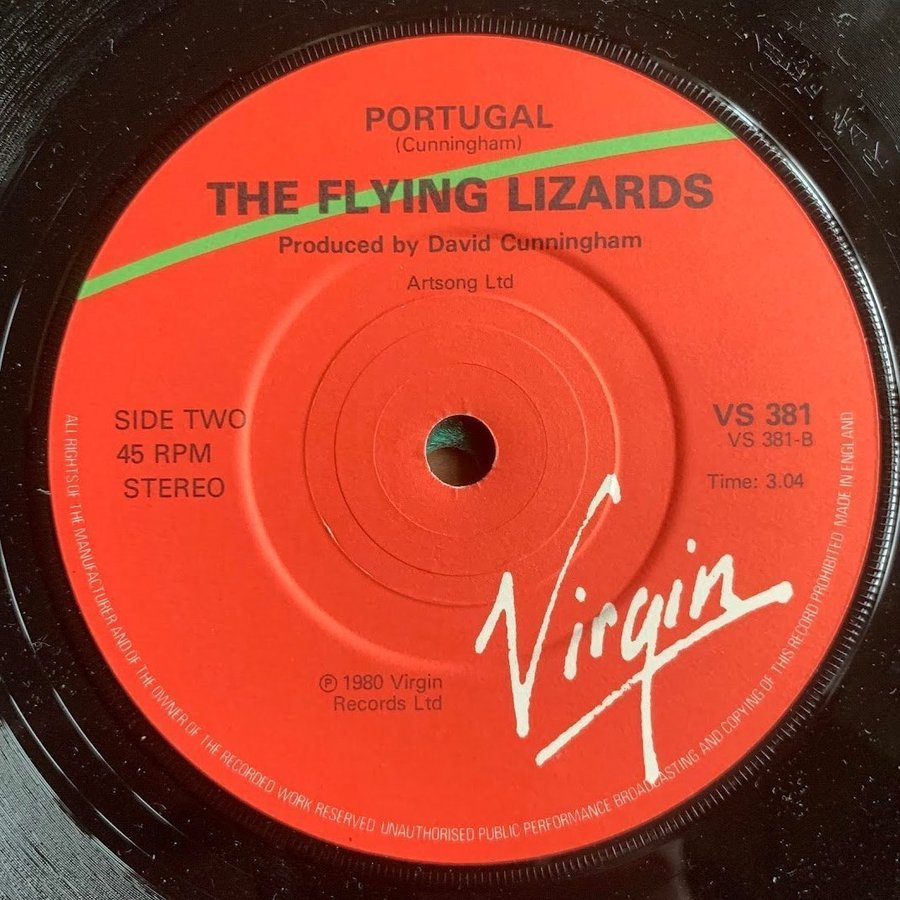 PORTUGAL
(Cunningham)
THE FLYING LIZARDS
Produced by David Cunningham
Artsong Ltd
SIDE TWO
45 RPM
STEREO
VS 381
VS 381-B
Time: 3.04
Virgin
℗ 1980 Virgin
Records Ltd
ALL RIGHTS OF THE MANUFACTURER AND OF THE OWNER OF THE RECORDED WORK RESERVED UNAUTHORISED PUBLIC PERFORMANCE BROADCASTING AND COPYING OF THIS RECORD PROHIBITED MADE IN ENGLAND